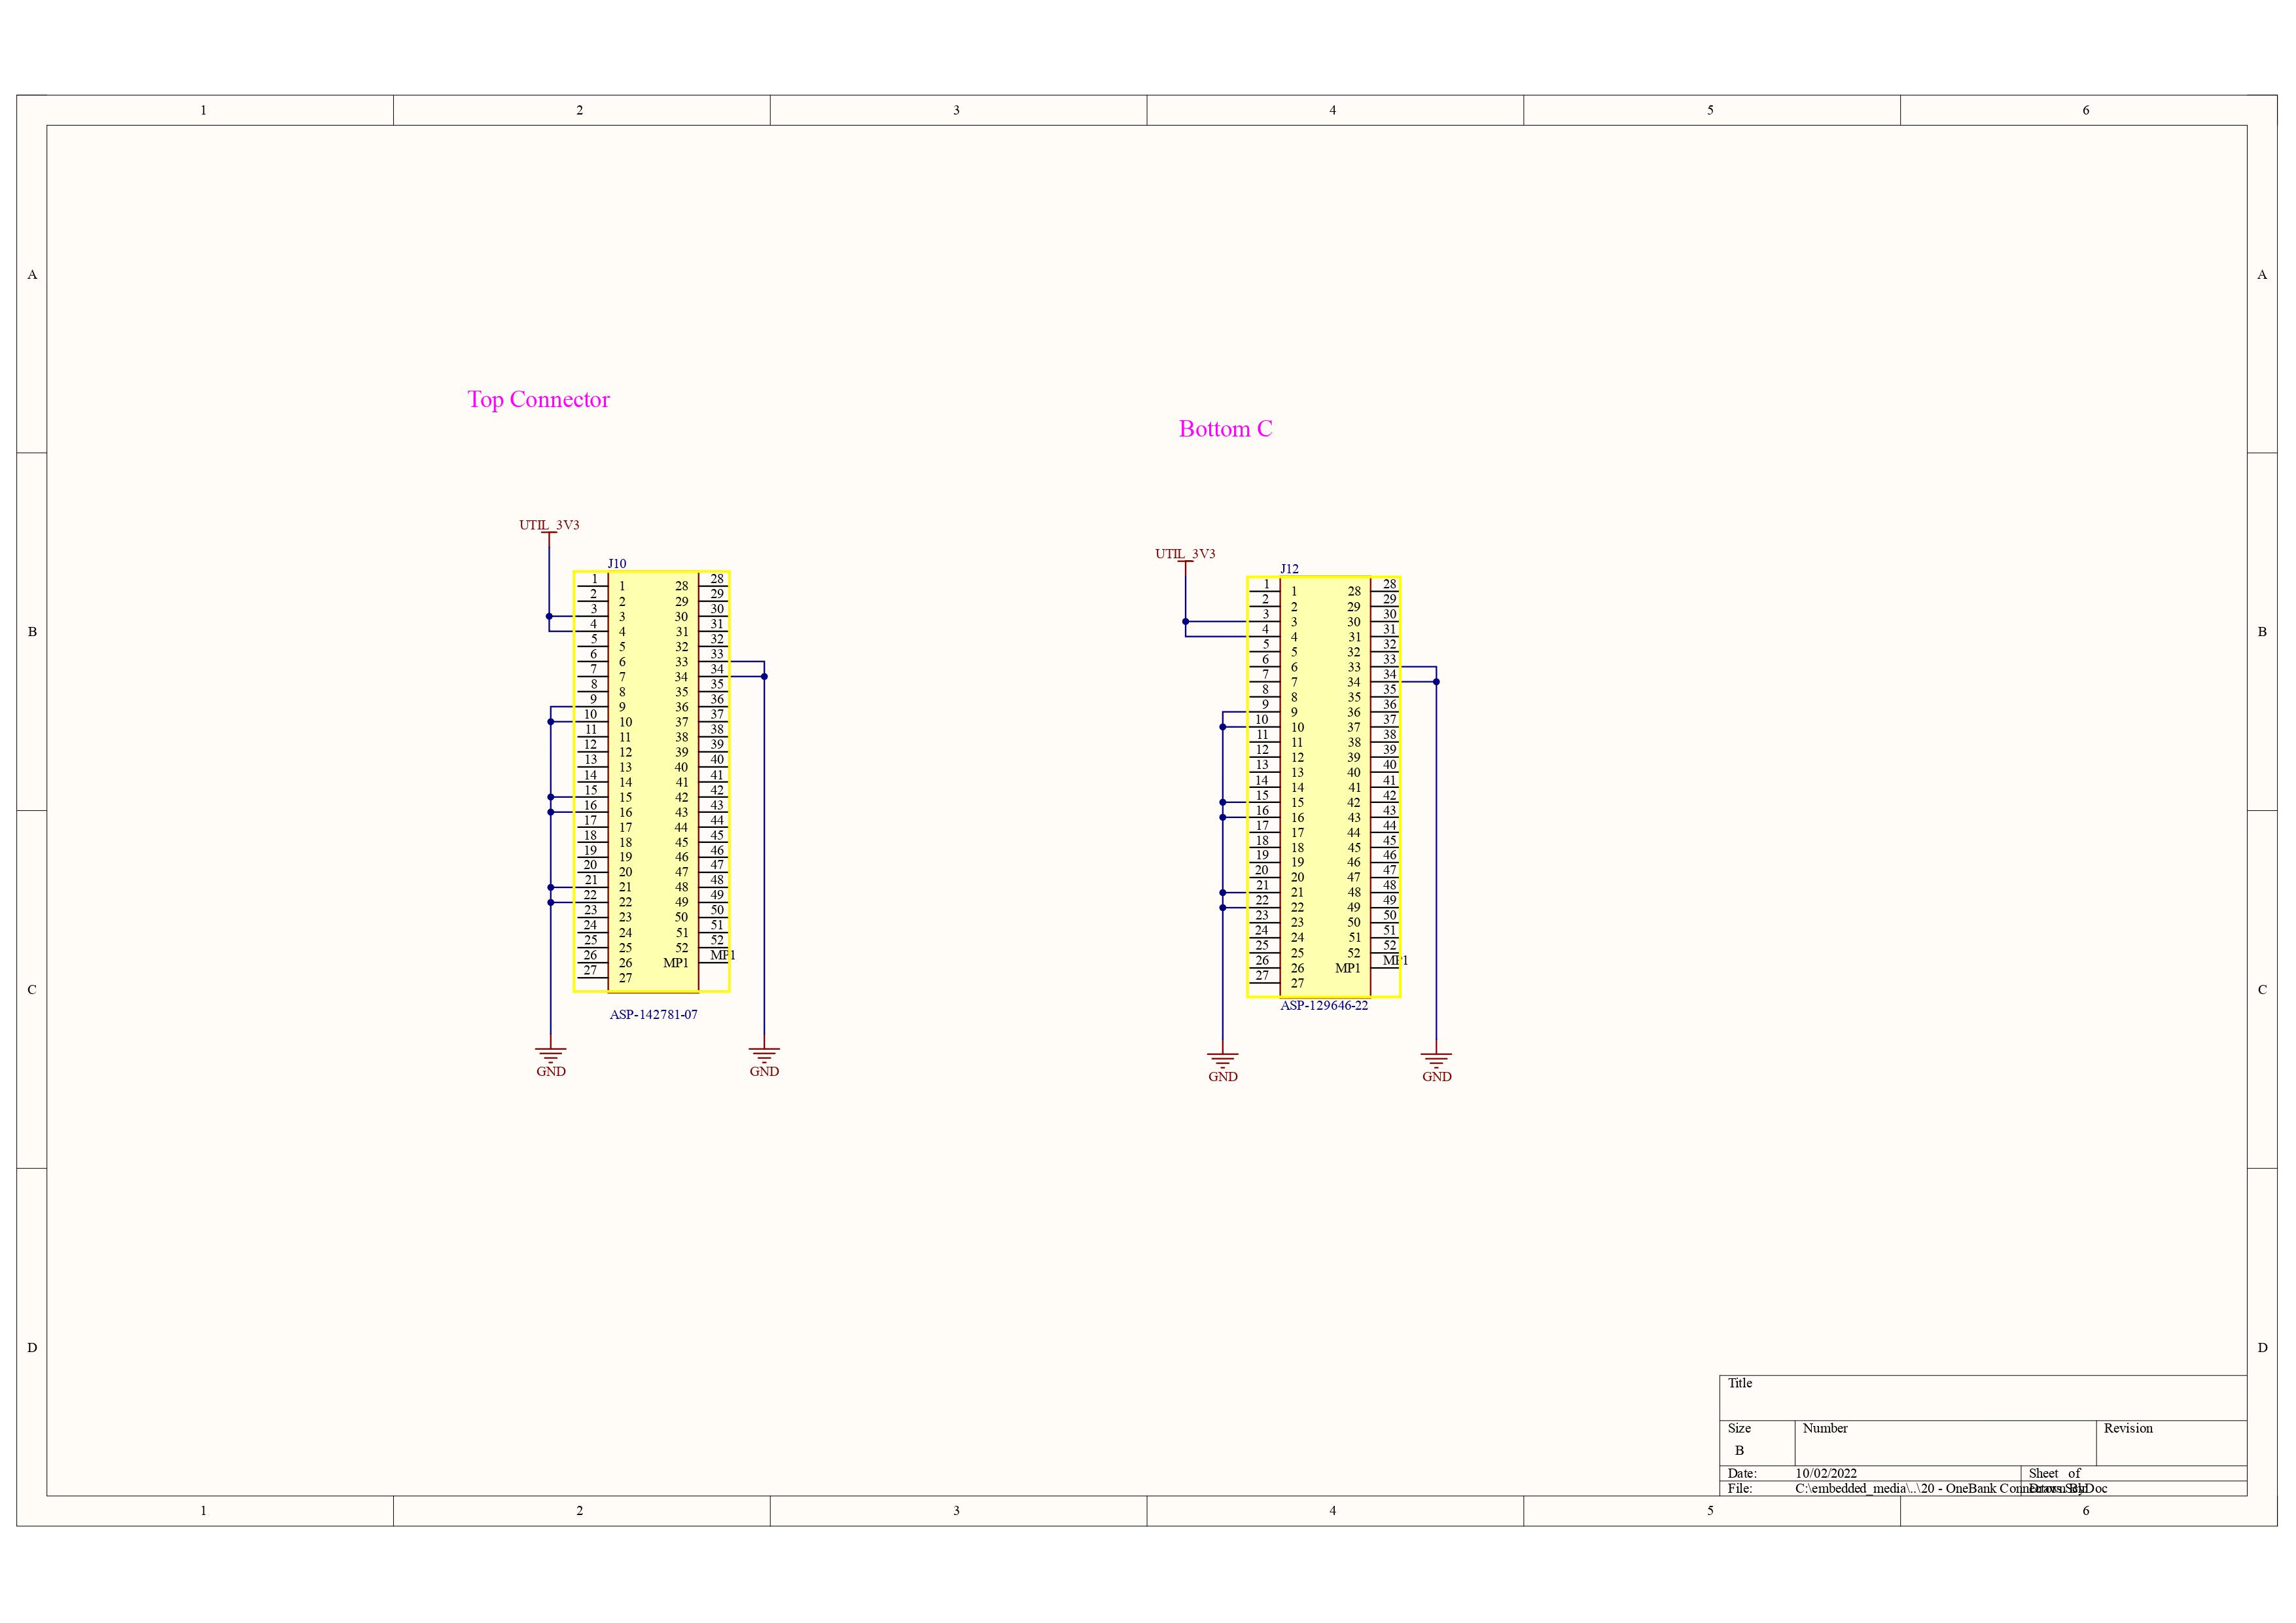 1 2 3 4 5 6
A A
Top Connector
Bottom C
UTIL_3V3
UTIL_3V3
J10
J12
1 1 28 28
2 2 29 29
3 3 30 30
4 4 31 31
5 5 32 32
6 6 33 33
7 7 34 34
8 8 35 35
9 9 36 36
10 10 37 37
11 11 38 38
12 12 39 39
13 13 40 40
14 14 41 41
15 15 42 42
16 16 43 43
17 17 44 44
18 18 45 45
19 19 46 46
20 20 47 47
21 21 48 48
22 22 49 49
23 23 50 50
24 24 51 51
25 25 52 52
26 26 MP1 MP1
27 27
ASP-142781-07
GND GND
1 1 28 28
2 2 29 29
3 3 30 30
4 4 31 31
5 5 32 32
6 6 33 33
7 7 34 34
8 8 35 35
9 9 36 36
10 10 37 37
11 11 38 38
12 12 39 39
13 13 40 40
14 14 41 41
15 15 42 42
16 16 43 43
17 17 44 44
18 18 45 45
19 19 46 46
20 20 47 47
21 21 48 48
22 22 49 49
23 23 50 50
24 24 51 51
25 25 52 52
26 26 MP1 MP1
27 27
ASP-129646-22
GND GND
B B
C C
D D
Title
Size Number Revision
B
Date: 10/02/2022 Sheet of
File: C:\embedded_media\..\20 - OneBank Connector.SchDoc Drawn By:
1 2 3 4 5 6